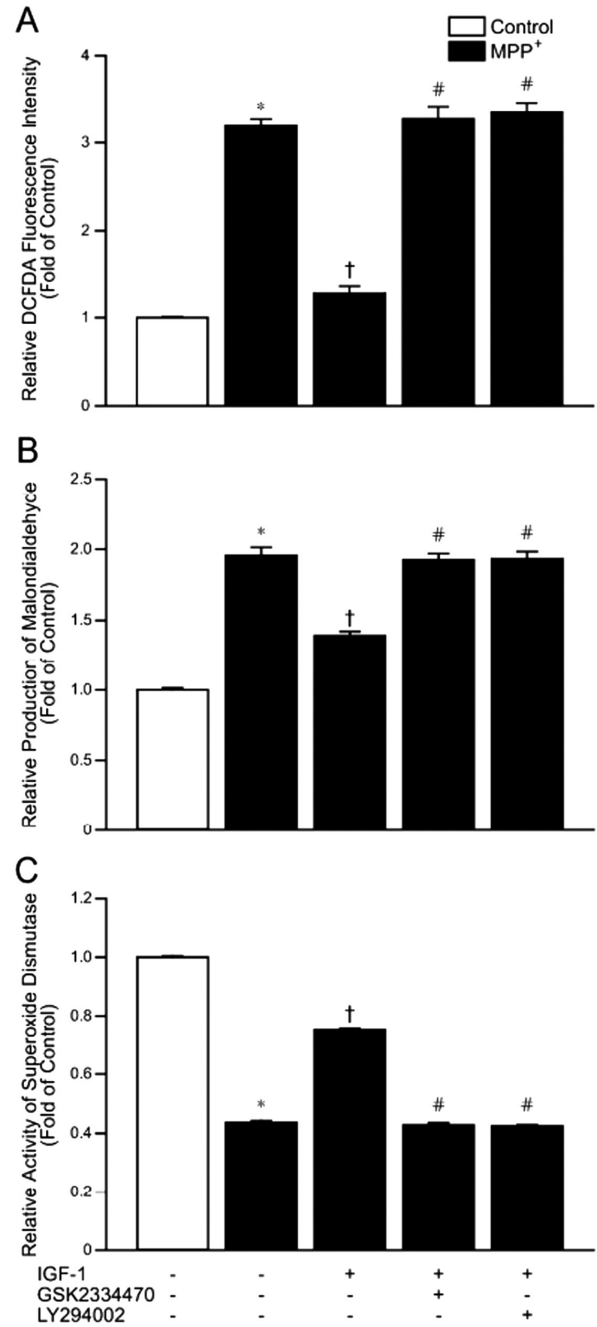 A
Control
MPP+
Relative DCFDA Fluorescence Intensity
(Fold of Control)
4
3
2
1
0
*
†
#
#
B
Relative Production of Malondialdehyce
(Fold of Control)
2.5
2.0
1.5
1.0
0.5
0
*
†
#
#
C
Relative Activity of Superoxide Dismutase
(Fold of Control)
1.2
1.0
0.8
0.6
0.4
0.2
0
*
†
#
#
IGF-1 - - + + +
GSK2334470 - - - + -
LY294002 - - - - +